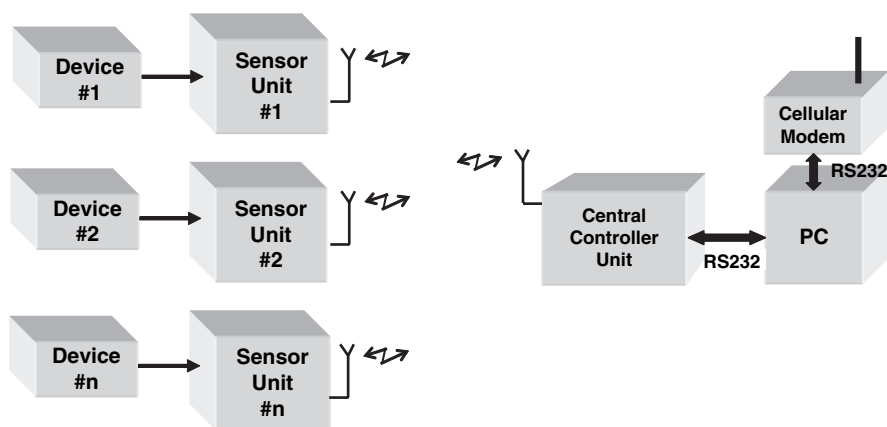 Device
#1
Sensor
Unit
#1
Device
#2
Sensor
Unit
#2
Device
#n
Sensor
Unit
#n
Central
Controller
Unit
RS232
PC
RS232
Cellular
Modem